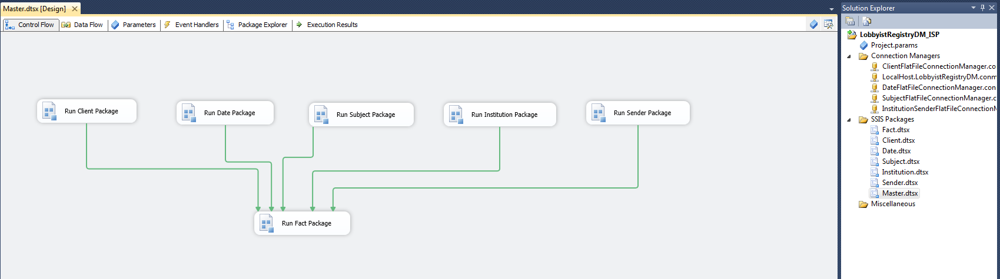 Master.dtsx [Design]
Control Flow Data Flow Parameters Event Handlers Package Explorer Execution Results
Run Client Package
Run Date Package
Run Subject Package
Run Institution Package
Run Sender Package
Run Fact Package
Solution Explorer
LobbyistRegistryDM_ISP
Project.params
Connection Managers
ClientFlatFileConnectionManager.co
LocalHost.LobbyistRegistryDM.conm
DateFlatFileConnectionManager.con
SubjectFlatFileConnectionManager.c
InstitutionSenderFlatFileConnectionM
SSIS Packages
Fact.dtsx
Client.dtsx
Date.dtsx
Subject.dtsx
Institution.dtsx
Sender.dtsx
Master.dtsx
Miscellaneous